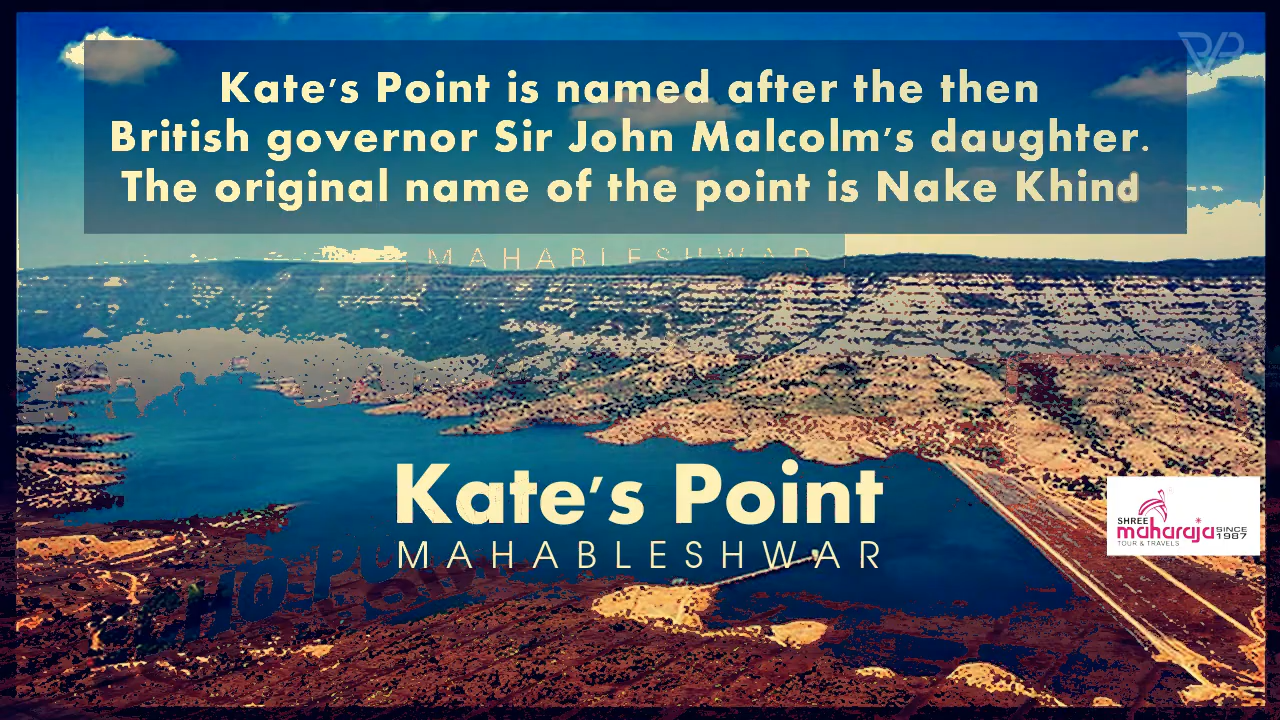 Kate's Point is named after the then
British governor Sir John Malcolm's daughter.
The original name of the point is Nake Khind
MAHABLESHWAR
Kate's Point
MAHABLESHWAR
SHREE
maharaja
TOUR & TRAVELS
SINCE
1987